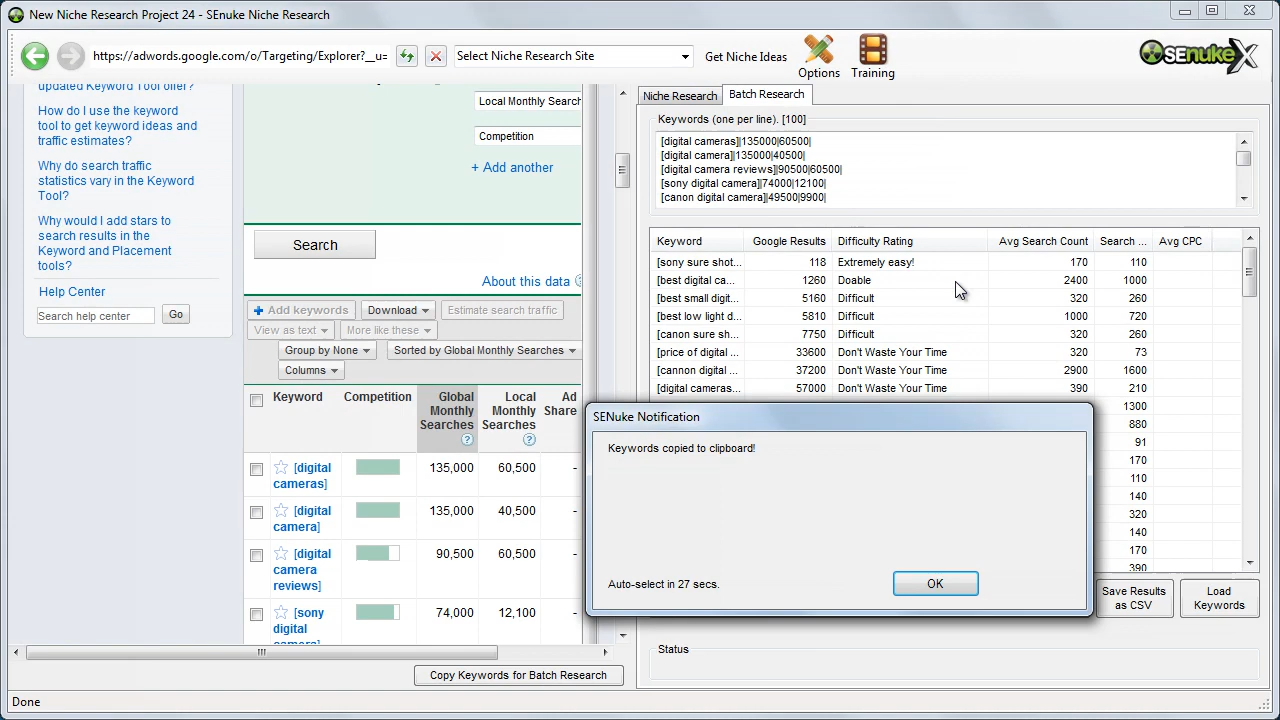 New Niche Research Project 24 - SEnuke Niche Research
Select Niche Research Site
Get Niche Ideas
Options
Training
SEnukeX
updated Keyword Tool offer?
How do I use the keyword
tool to get keyword ideas and
traffic estimates?
Why do search traffic
statistics vary in the Keyword
Tool?
Why would I add stars to
search results in the
Keyword and Placement
tools?
Help Center
Search help center
Go
Local Monthly Search
Competition
+ Add another
Search
About this data
Add keywords
Download
Estimate search traffic
View as text
More like these
Group by None
Sorted by Global Monthly Searches
Columns
Keyword
Competition
Global
Monthly
Searches
Local
Monthly
Searches
Ad
Share
[digital
cameras]
135,000
60,500
-
[digital
camera]
135,000
40,500
-
[digital
camera
reviews]
90,500
60,500
-
[sony
digital
74,000
12,100
-
Copy Keywords for Batch Research
Niche Research
Batch Research
Keywords (one per line). [100]
[digital cameras]|135000|60500|
[digital camera]|135000|40500|
[digital camera reviews]|90500|60500|
[sony digital camera]|74000|12100|
[canon digital camera]|49500|9900|
Keyword Google Results Difficulty Rating Avg Search Count Search ... Avg CPC
[sony sure shot... 118 Extremely easy! 170 110
[best digital ca... 1260 Doable 2400 1000
[best small digit... 5160 Difficult 320 260
[best low light d... 5810 Difficult 1000 720
[canon sure sh... 7750 Difficult 320 260
[price of digital ... 33600 Don't Waste Your Time 320 73
[cannon digital ... 37200 Don't Waste Your Time 2900 1600
[digital cameras... 57000 Don't Waste Your Time 390 210
1300
880
91
170
110
140
320
140
170
390
SENuke Notification
Keywords copied to clipboard!
Auto-select in 27 secs.
OK
Save Results
as CSV
Load
Keywords
Status
Done